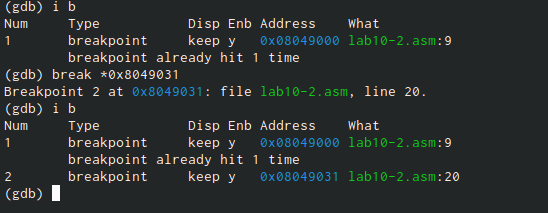 (gdb) i b
Num     Type           Disp Enb Address    What
1       breakpoint     keep y   0x08049000 lab10-2.asm:9
        breakpoint already hit 1 time
(gdb) break *0x8049031
Breakpoint 2 at 0x8049031: file lab10-2.asm, line 20.
(gdb) i b
Num     Type           Disp Enb Address    What
1       breakpoint     keep y   0x08049000 lab10-2.asm:9
        breakpoint already hit 1 time
2       breakpoint     keep y   0x08049031 lab10-2.asm:20
(gdb)